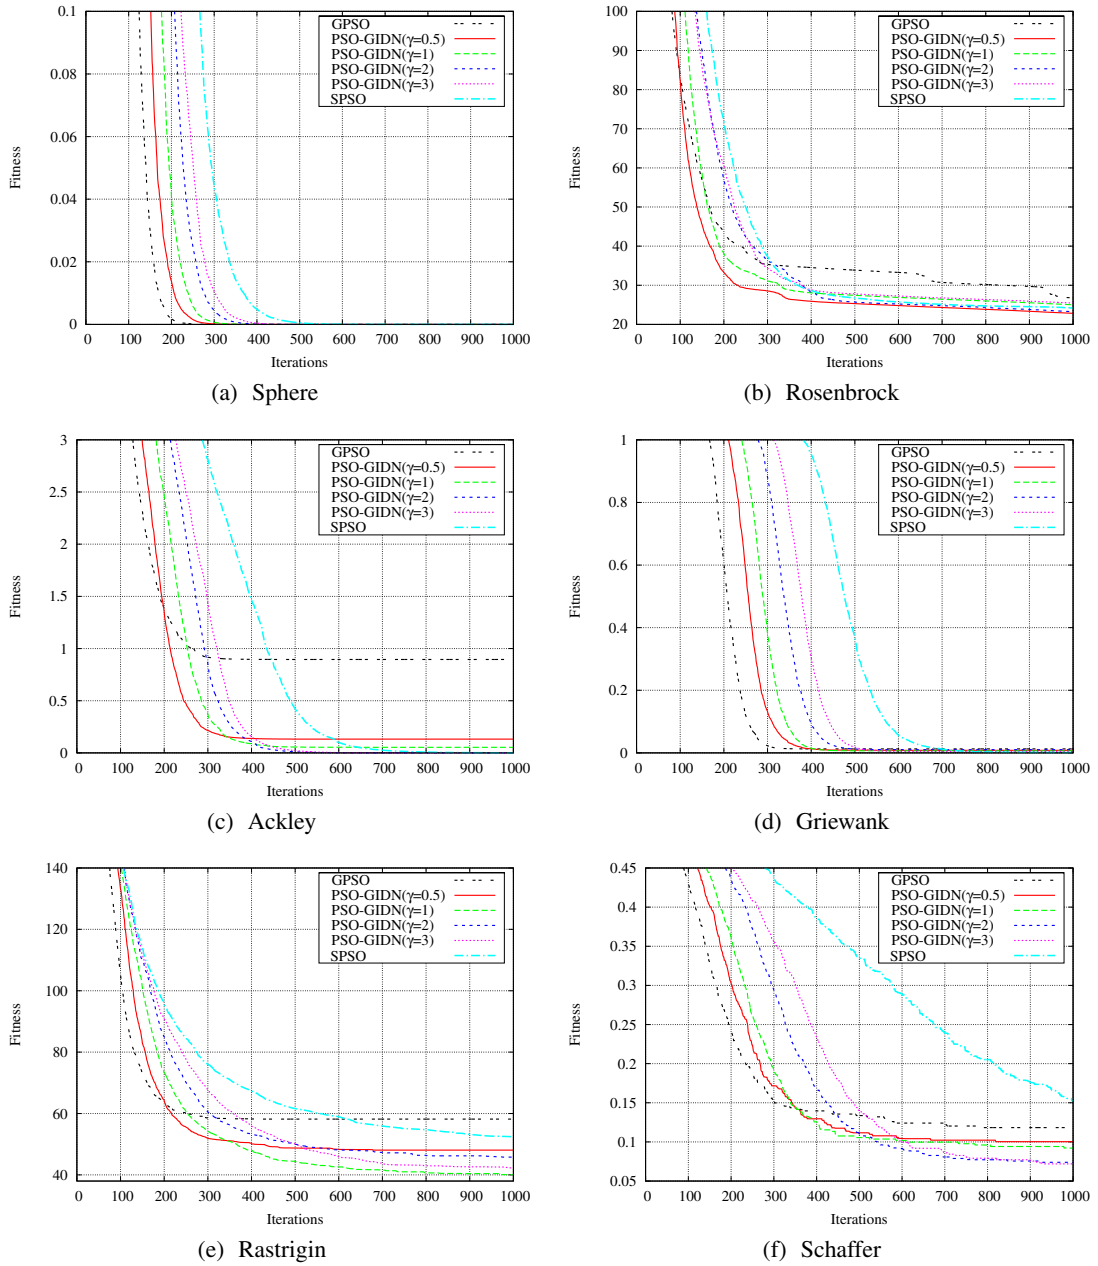 0.1
0.08
0.06
0.04
0.02
0
Fitness
GPSO
PSO-GIDN(γ=0.5)
PSO-GIDN(γ=1)
PSO-GIDN(γ=2)
PSO-GIDN(γ=3)
SPSO
0 100 200 300 400 500 600 700 800 900 1000
Iterations
(a) Sphere
100
90
80
70
60
50
40
30
20
Fitness
GPSO
PSO-GIDN(γ=0.5)
PSO-GIDN(γ=1)
PSO-GIDN(γ=2)
PSO-GIDN(γ=3)
SPSO
0 100 200 300 400 500 600 700 800 900 1000
Iterations
(b) Rosenbrock
3
2.5
2
1.5
1
0.5
0
Fitness
GPSO
PSO-GIDN(γ=0.5)
PSO-GIDN(γ=1)
PSO-GIDN(γ=2)
PSO-GIDN(γ=3)
SPSO
0 100 200 300 400 500 600 700 800 900 1000
Iterations
(c) Ackley
1
0.8
0.6
0.4
0.2
0
Fitness
GPSO
PSO-GIDN(γ=0.5)
PSO-GIDN(γ=1)
PSO-GIDN(γ=2)
PSO-GIDN(γ=3)
SPSO
0 100 200 300 400 500 600 700 800 900 1000
Iterations
(d) Griewank
140
120
100
80
60
40
Fitness
GPSO
PSO-GIDN(γ=0.5)
PSO-GIDN(γ=1)
PSO-GIDN(γ=2)
PSO-GIDN(γ=3)
SPSO
0 100 200 300 400 500 600 700 800 900 1000
Iterations
(e) Rastrigin
0.45
0.4
0.35
0.3
0.25
0.2
0.15
0.1
0.05
Fitness
GPSO
PSO-GIDN(γ=0.5)
PSO-GIDN(γ=1)
PSO-GIDN(γ=2)
PSO-GIDN(γ=3)
SPSO
0 100 200 300 400 500 600 700 800 900 1000
Iterations
(f) Schaffer